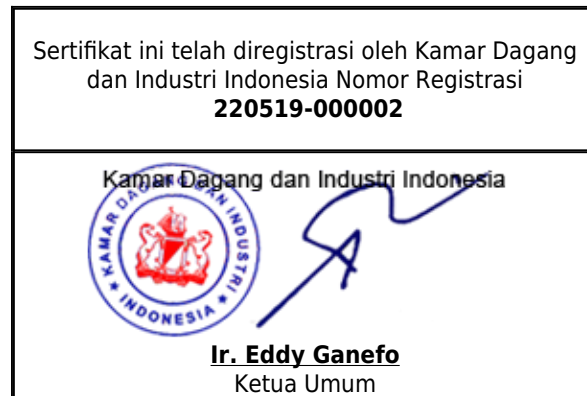 Sertifikat ini telah diregistrasi oleh Kamar Dagang
dan Industri Indonesia Nomor Registrasi
220519-000002
Kamar Dagang dan Industri Indonesia
KAMAR DAGANG DAN INDUSTRI
INDONESIA
Ir. Eddy Ganefo
Ketua Umum